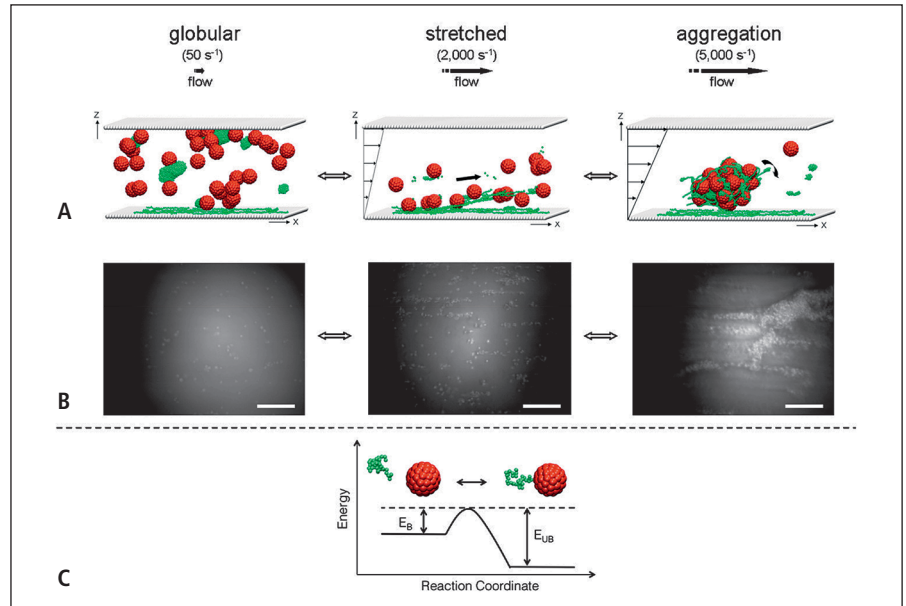 globular
(50 s⁻¹)
flow
stretched
(2,000 s⁻¹)
flow
aggregation
(5,000 s⁻¹)
flow
A
z
x
z
x
z
x
B
C
Energy
E_B
E_UB
Reaction Coordinate